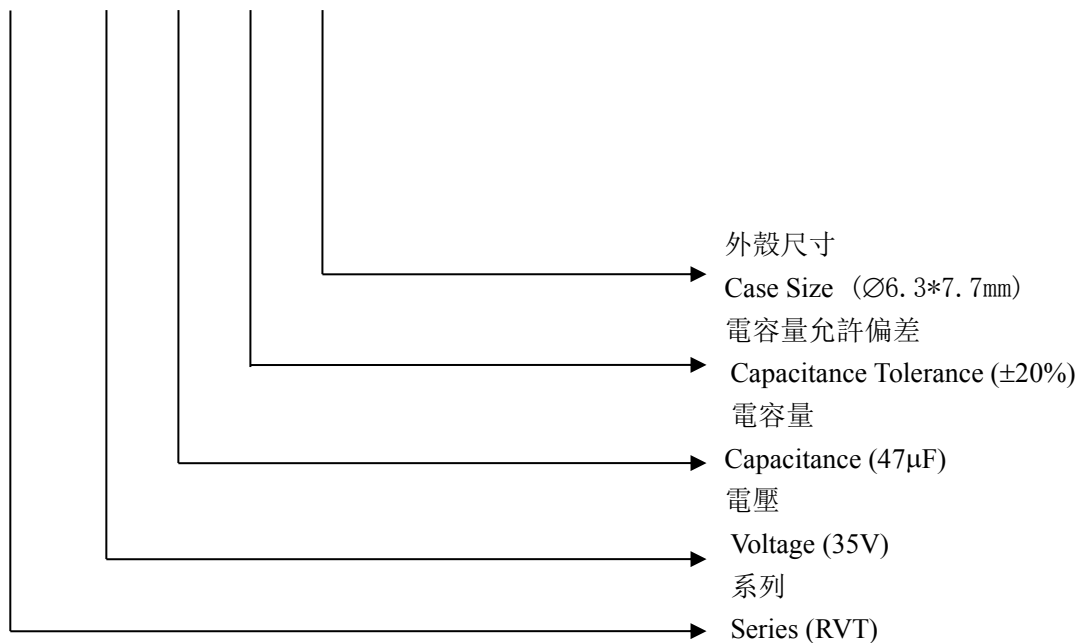 外殼尺寸
Case Size（∅6.3*7.7mm）
電容量允許偏差
Capacitance Tolerance (±20%)
電容量
Capacitance (47μF)
電壓
Voltage (35V)
系列
Series (RVT)